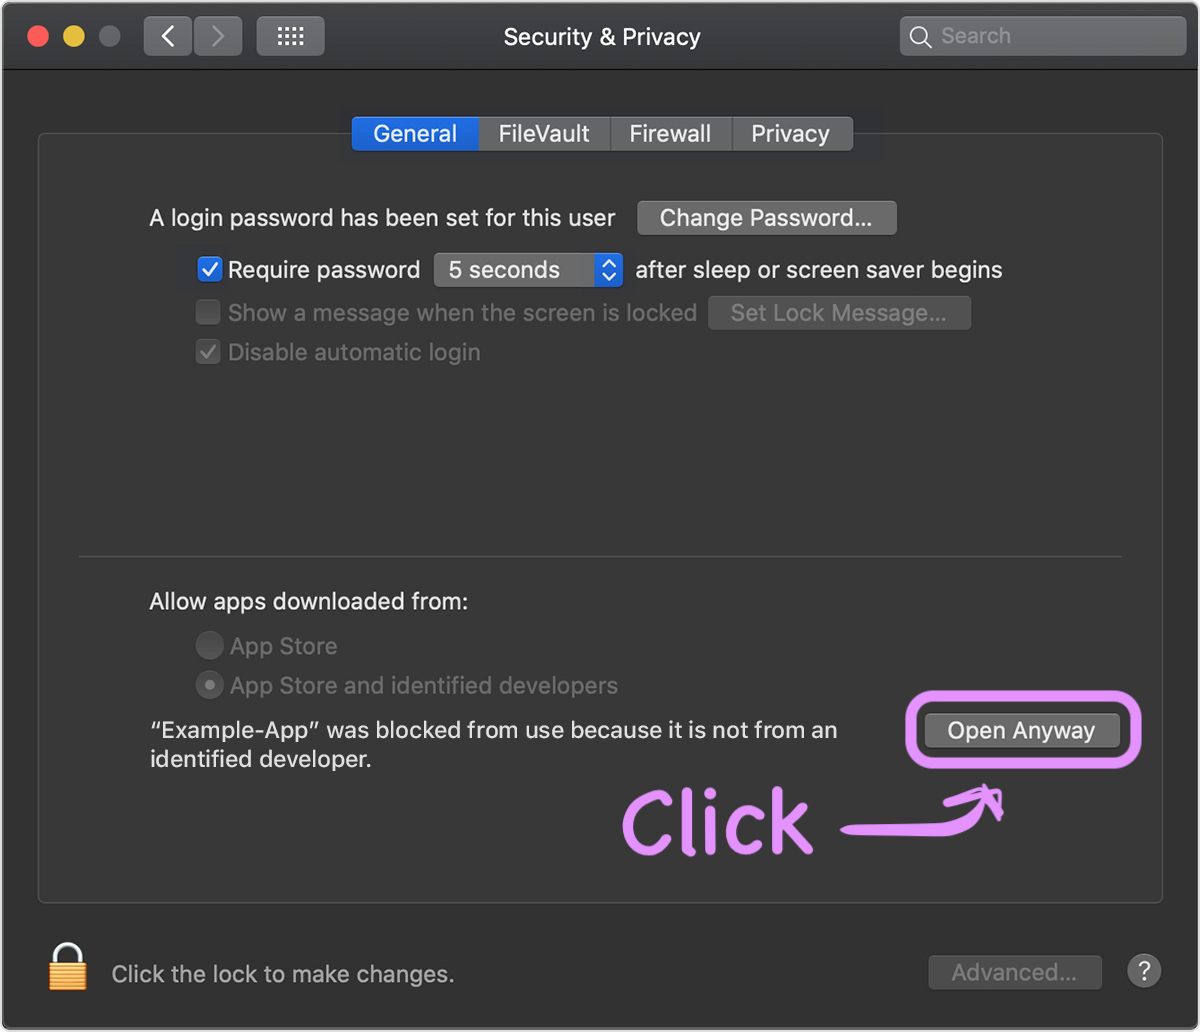 Security & Privacy
Search
General FileVault Firewall Privacy
A login password has been set for this user Change Password...
Require password 5 seconds after sleep or screen saver begins
Show a message when the screen is locked Set Lock Message...
Disable automatic login
Allow apps downloaded from:
App Store
App Store and identified developers
“Example-App” was blocked from use because it is not from an
identified developer.
Open Anyway
Click
Click the lock to make changes.
Advanced...
?